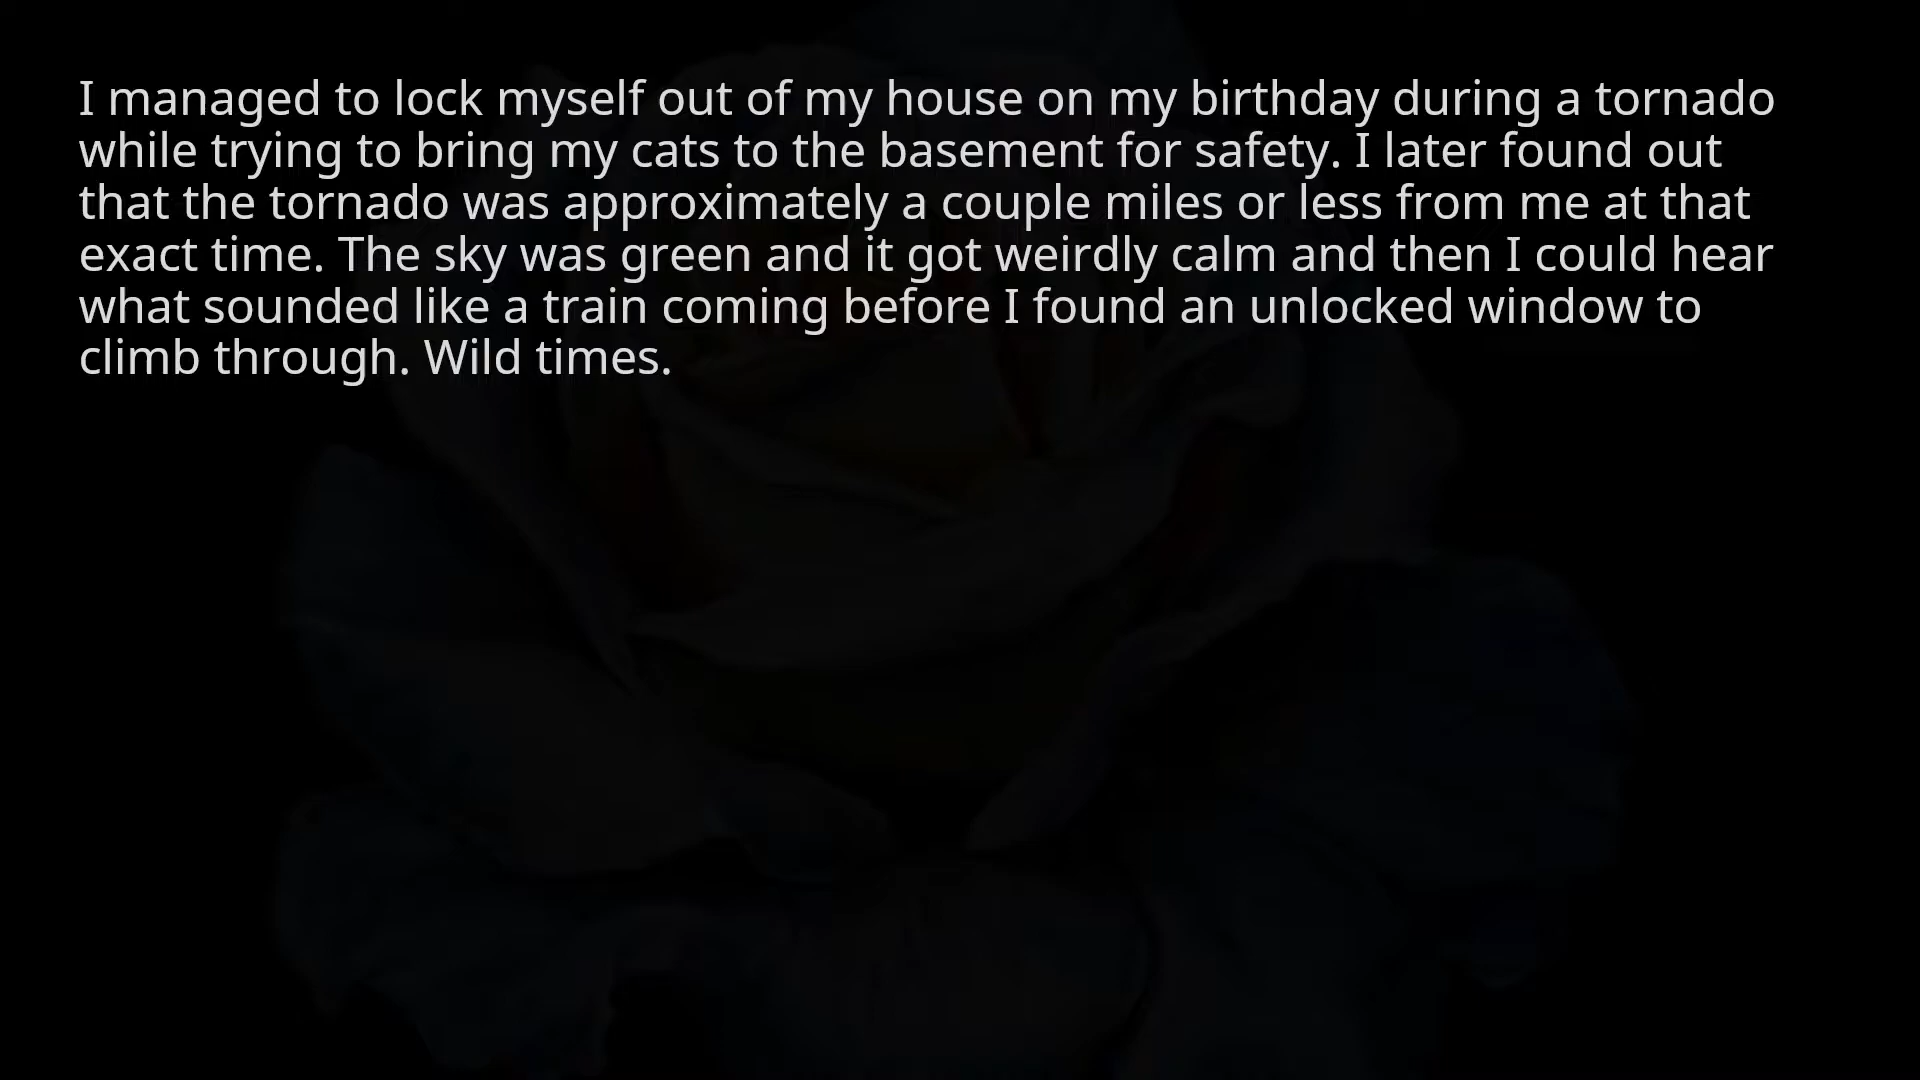 I managed to lock myself out of my house on my birthday during a tornado
while trying to bring my cats to the basement for safety. I later found out
that the tornado was approximately a couple miles or less from me at that
exact time. The sky was green and it got weirdly calm and then I could hear
what sounded like a train coming before I found an unlocked window to
climb through. Wild times.